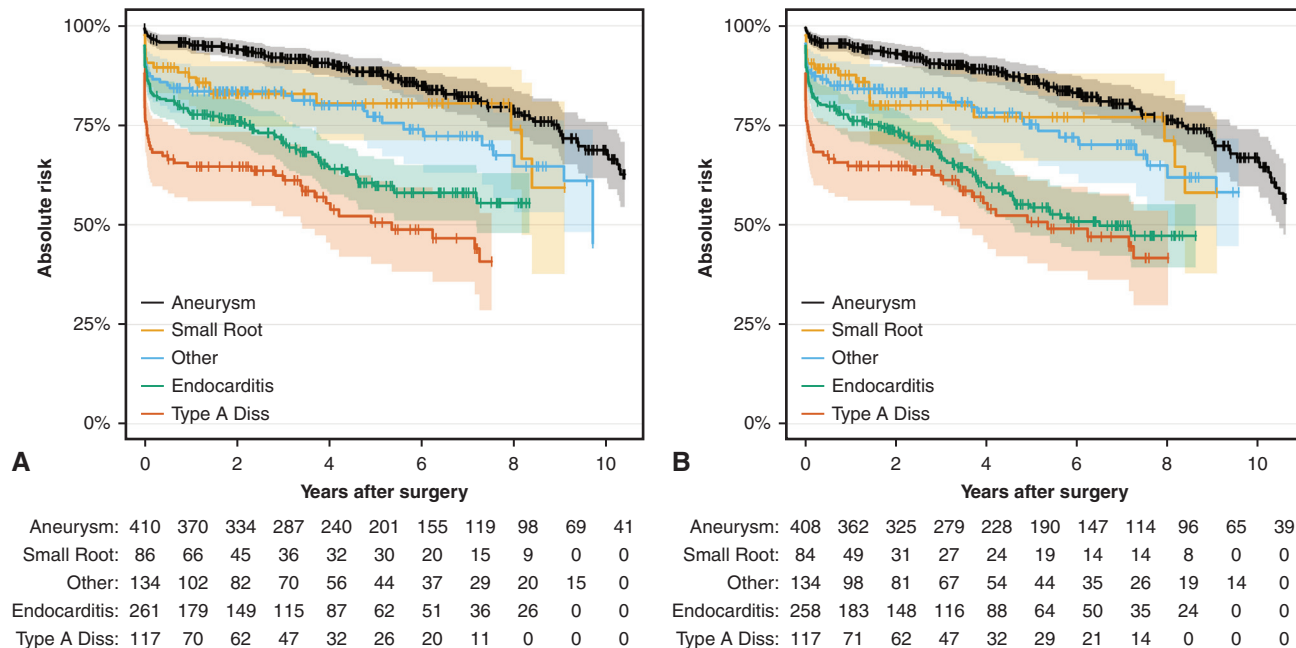 100%
75%
50%
25%
0%
Absolute risk
Aneurysm
Small Root
Other
Endocarditis
Type A Diss
0 2 4 6 8 10
A
Years after surgery
Aneurysm: 410 370 334 287 240 201 155 119 98 69 41
Small Root: 86 66 45 36 32 30 20 15 9 0 0
Other: 134 102 82 70 56 44 37 29 20 15 0
Endocarditis: 261 179 149 115 87 62 51 36 26 0 0
Type A Diss: 117 70 62 47 32 26 20 11 0 0 0
100%
75%
50%
25%
0%
Absolute risk
Aneurysm
Small Root
Other
Endocarditis
Type A Diss
0 2 4 6 8 10
B
Years after surgery
Aneurysm: 408 362 325 279 228 190 147 114 96 65 39
Small Root: 84 49 31 27 24 19 14 14 8 0 0
Other: 134 98 81 67 54 44 35 26 19 14 0
Endocarditis: 258 183 148 116 88 64 50 35 24 0 0
Type A Diss: 117 71 62 47 32 29 21 14 0 0 0